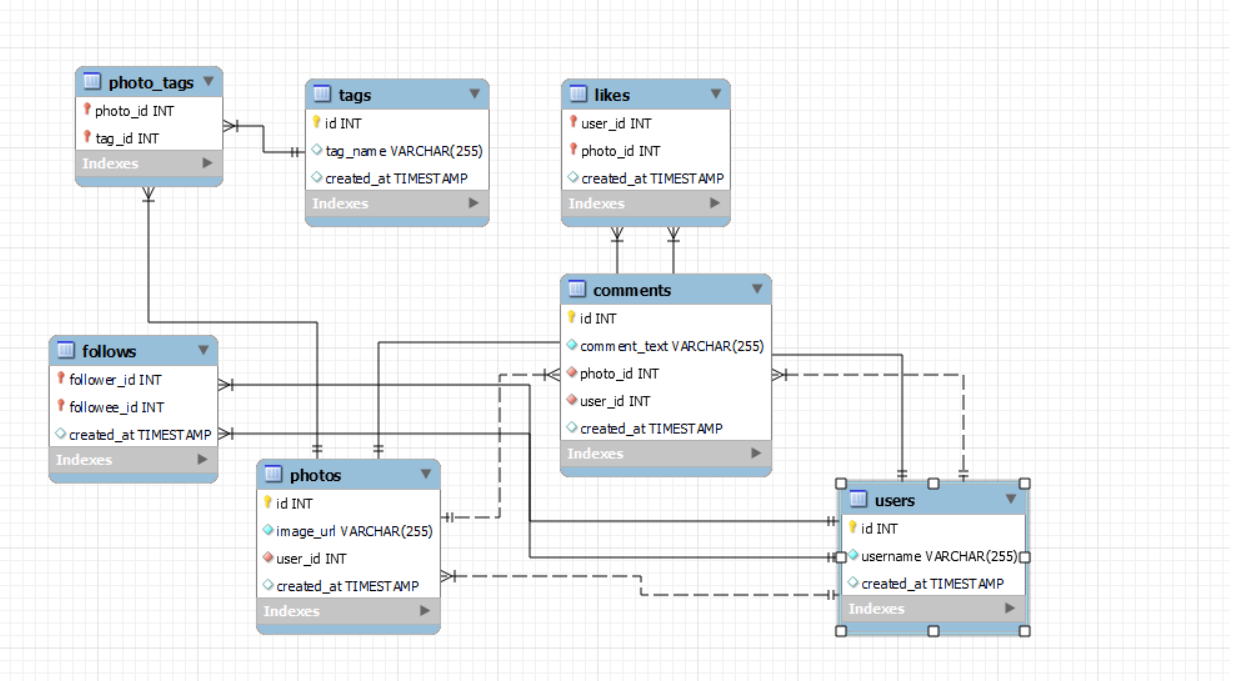 photo_tags
photo_id INT
tag_id INT
Indexes
tags
id INT
tag_name VARCHAR(255)
created_at TIMESTAMP
Indexes
likes
user_id INT
photo_id INT
created_at TIMESTAMP
Indexes
comments
id INT
comment_text VARCHAR(255)
photo_id INT
user_id INT
created_at TIMESTAMP
Indexes
follows
follower_id INT
followee_id INT
created_at TIMESTAMP
Indexes
photos
id INT
image_url VARCHAR(255)
user_id INT
created_at TIMESTAMP
Indexes
users
id INT
username VARCHAR(255)
created_at TIMESTAMP
Indexes